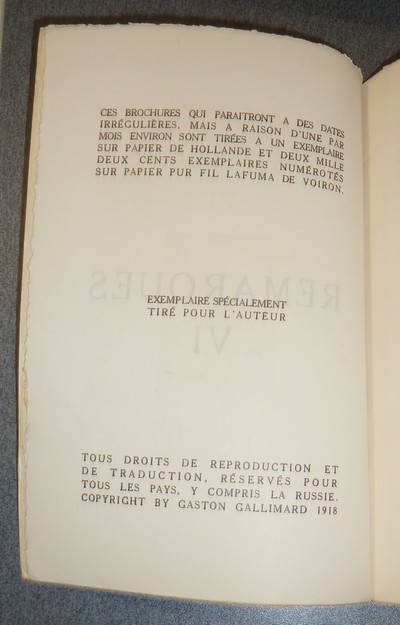 CES BROCHURES QUI PARAITRONT A DES DATES
IRRÉGULIÈRES, MAIS A RAISON D'UNE PAR
MOIS ENVIRON SONT TIRÉES A UN EXEMPLAIRE
SUR PAPIER DE HOLLANDE ET DEUX MILLE
DEUX CENTS EXEMPLAIRES NUMÉROTÉS
SUR PAPIER PUR FIL LAFUMA DE VOIRON.
REMARQUES
VI
EXEMPLAIRE SPÉCIALEMENT
TIRÉ POUR L'AUTEUR
TOUS DROITS DE REPRODUCTION ET
DE TRADUCTION, RÉSERVÉS POUR
TOUS LES PAYS, Y COMPRIS LA RUSSIE.
COPYRIGHT BY GASTON GALLIMARD 1918